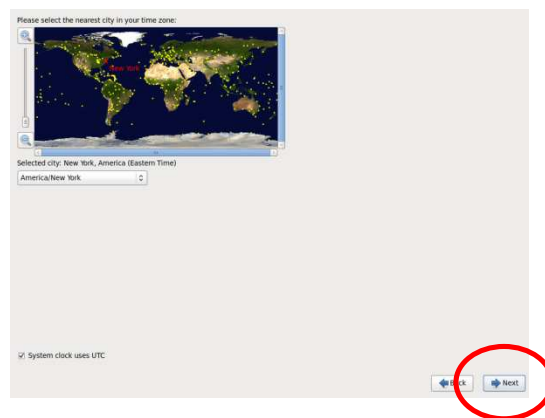 Please select the nearest city in your time zone:
New York
Selected city: New York, America (Eastern Time)
America/New York
System clock uses UTC
Back
Next